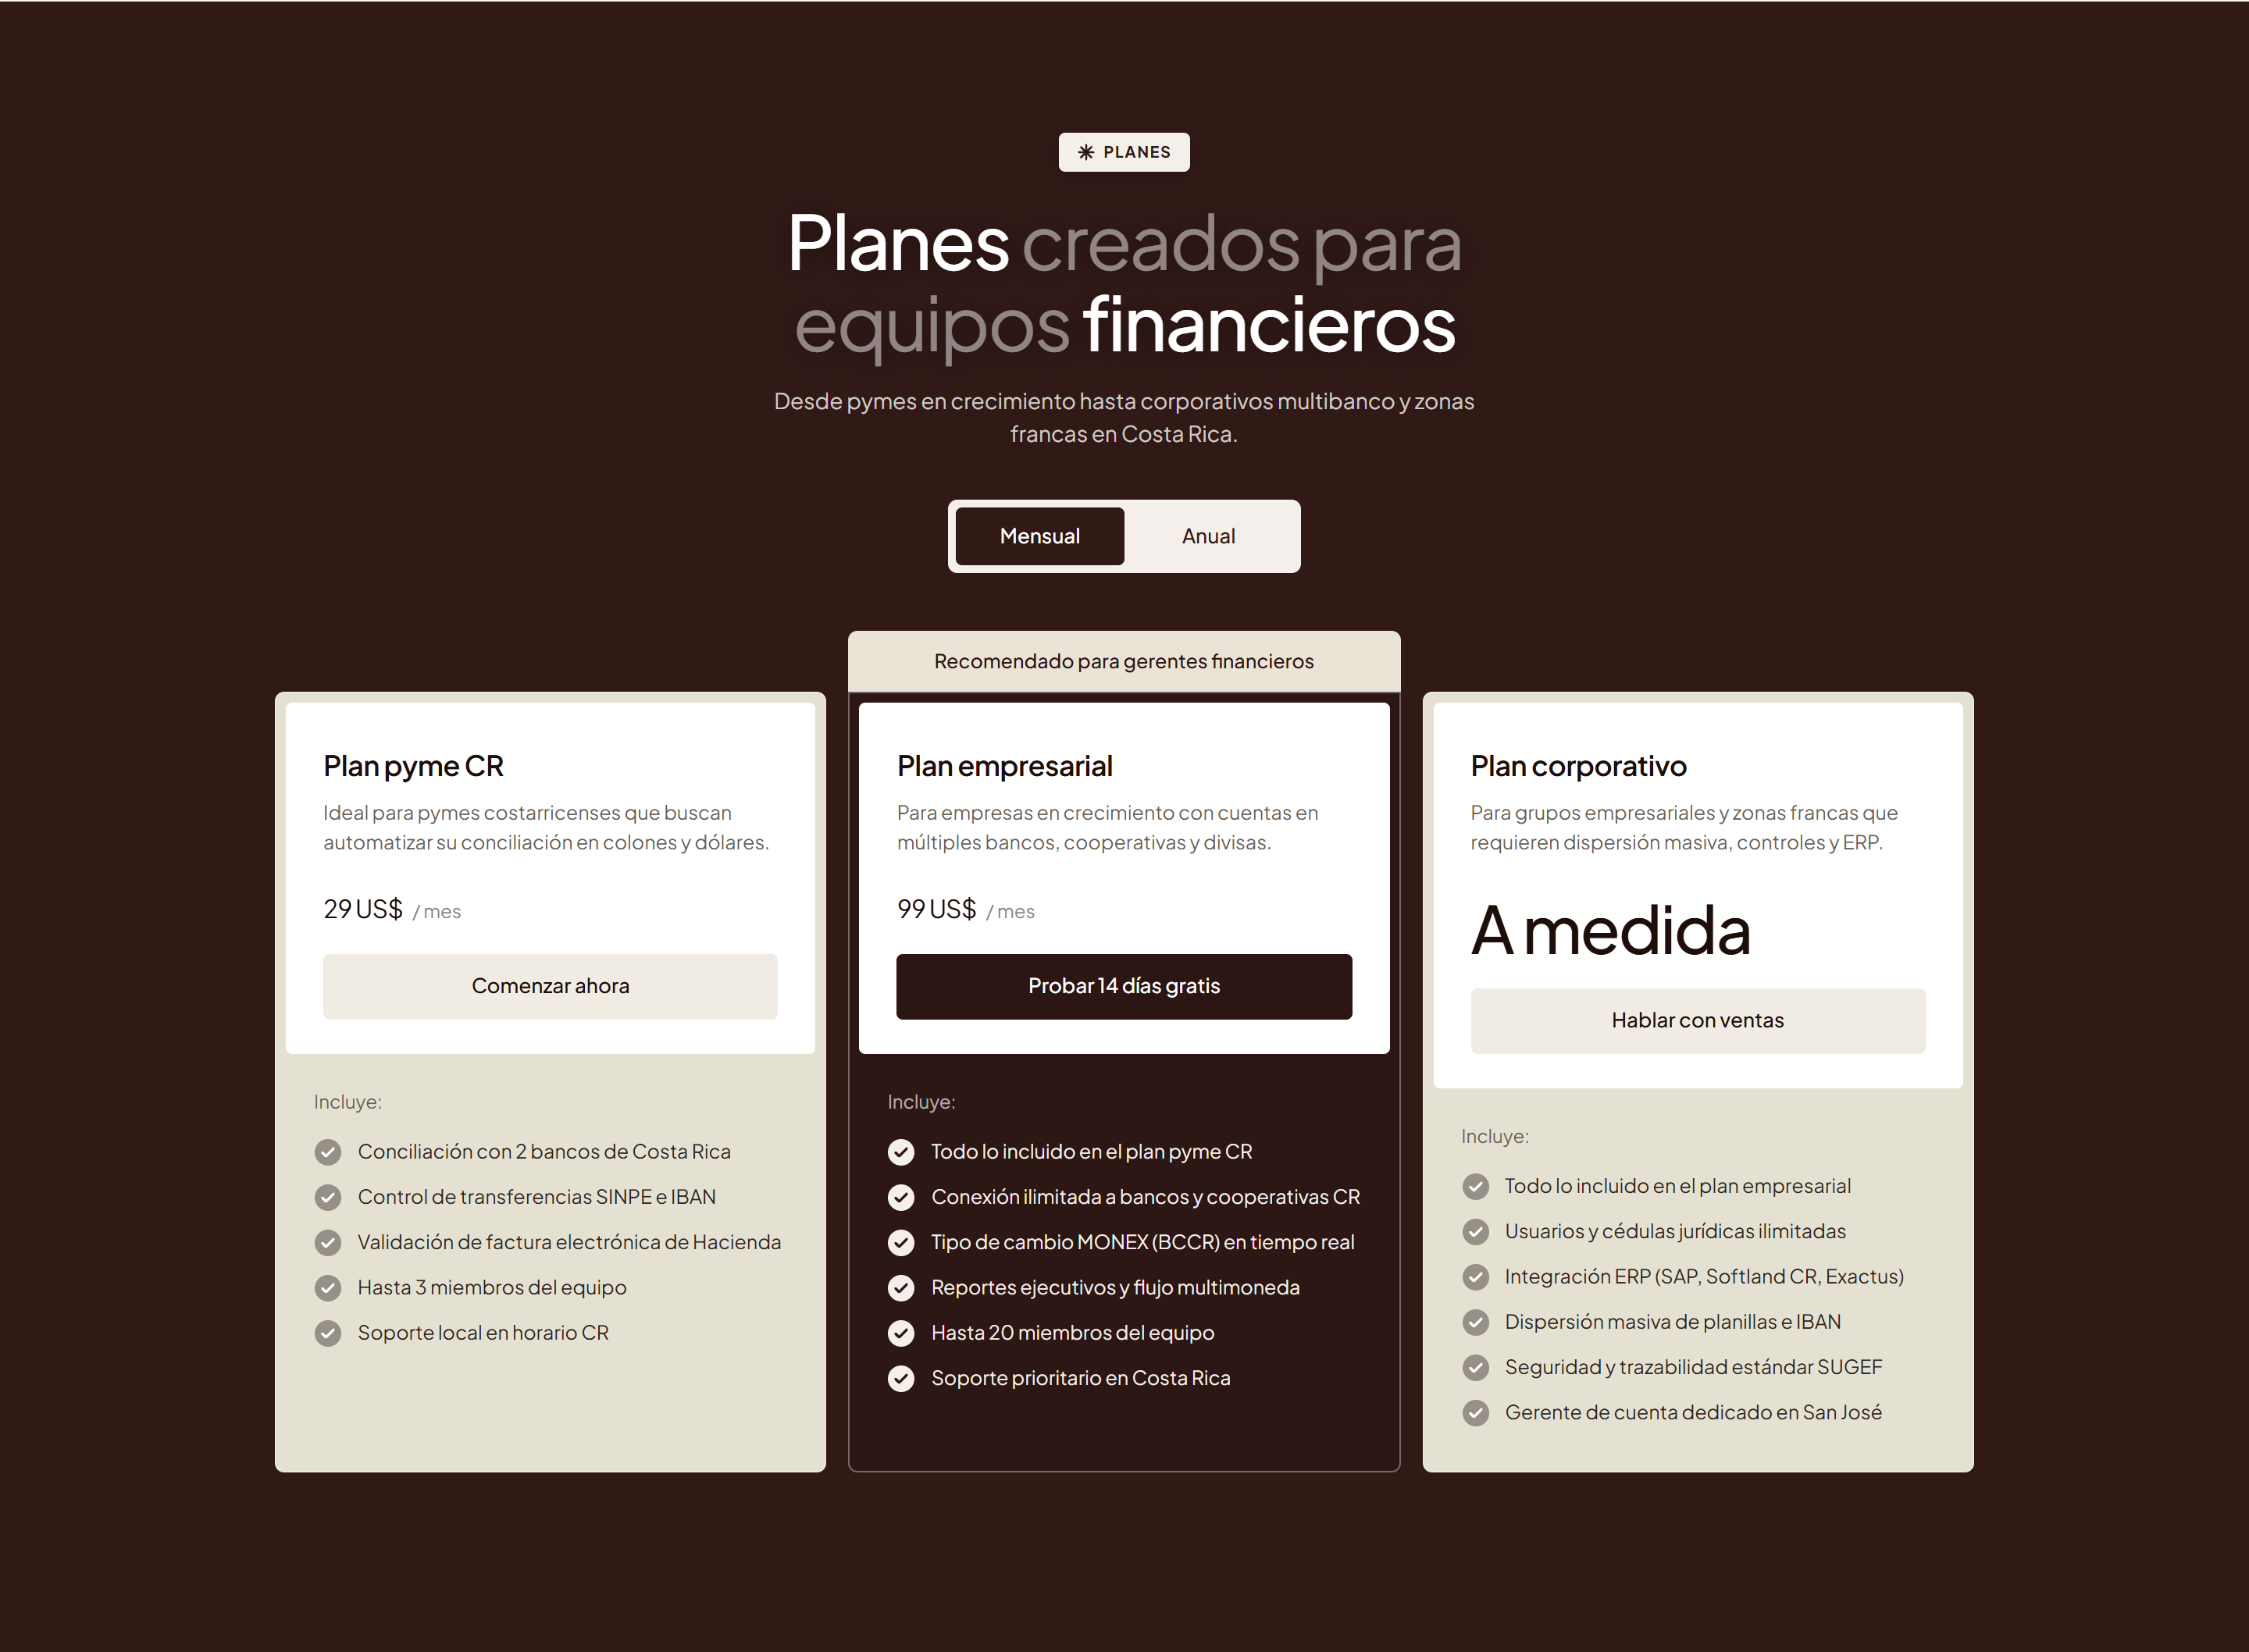 PLANES
Planes creados para
equipos financieros
Desde pymes en crecimiento hasta corporativos multibanco y zonas
francas en Costa Rica.
Mensual
Anual
Plan pyme CR
Ideal para pymes costarricenses que buscan
automatizar su conciliación en colones y dólares.
29 US$ / mes
Comenzar ahora
Incluye:
Conciliación con 2 bancos de Costa Rica
Control de transferencias SINPE e IBAN
Validación de factura electrónica de Hacienda
Hasta 3 miembros del equipo
Soporte local en horario CR
Recomendado para gerentes financieros
Plan empresarial
Para empresas en crecimiento con cuentas en
múltiples bancos, cooperativas y divisas.
99 US$ / mes
Probar 14 días gratis
Incluye:
Todo lo incluido en el plan pyme CR
Conexión ilimitada a bancos y cooperativas CR
Tipo de cambio MONEX (BCCR) en tiempo real
Reportes ejecutivos y flujo multimoneda
Hasta 20 miembros del equipo
Soporte prioritario en Costa Rica
Plan corporativo
Para grupos empresariales y zonas francas que
requieren dispersión masiva, controles y ERP.
A medida
Hablar con ventas
Incluye:
Todo lo incluido en el plan empresarial
Usuarios y cédulas jurídicas ilimitadas
Integración ERP (SAP, Softland CR, Exactus)
Dispersión masiva de planillas e IBAN
Seguridad y trazabilidad estándar SUGEF
Gerente de cuenta dedicado en San José